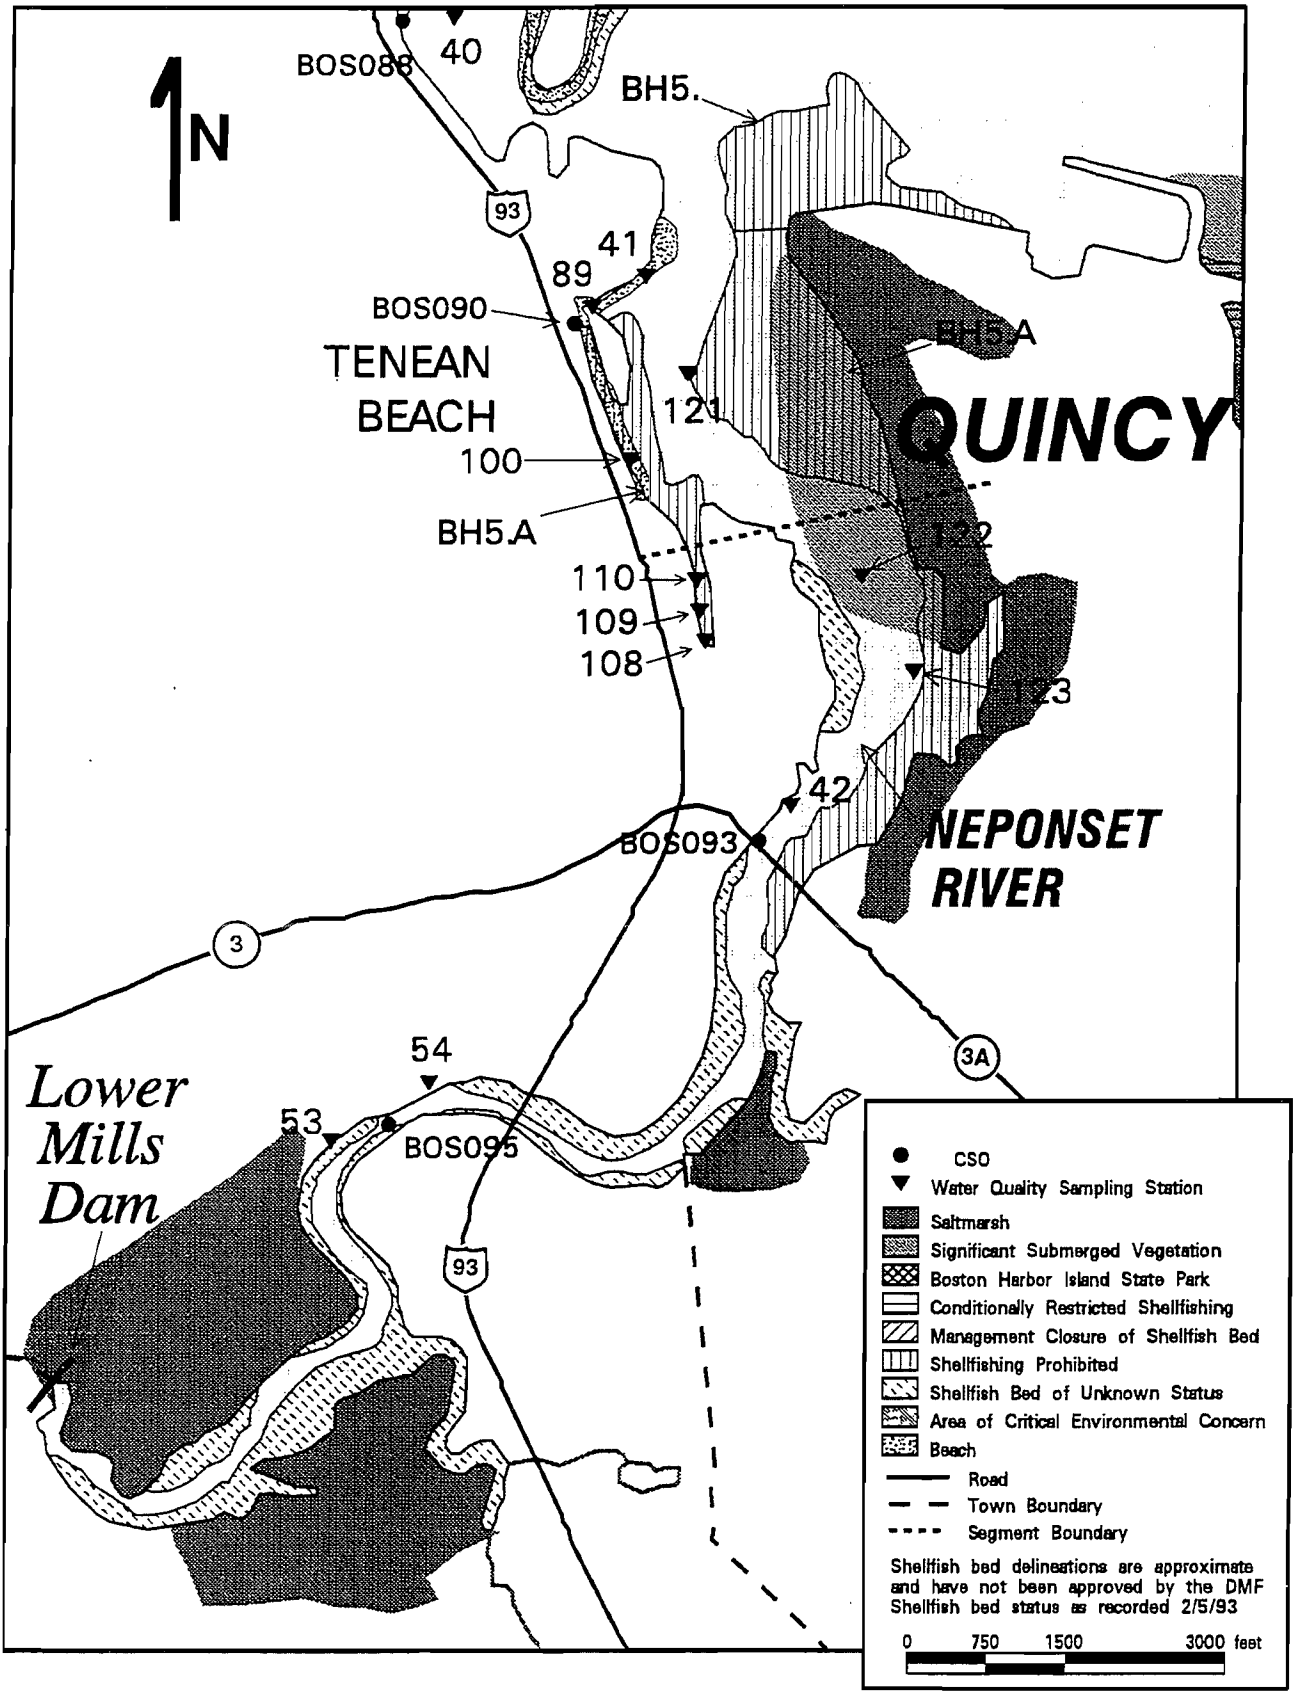 BOS088
40
BH5.
N
93
41
89
BOS090
TENEAN
BEACH
BH5.A
121
QUINCY
100
BH5.A
122
110
109
108
123
42
BOS093
NEPONSET
RIVER
3
54
3A
Lower
Mills
Dam
53
BOS095
93
CSO
Water Quality Sampling Station
Saltmarsh
Significant Submerged Vegetation
Boston Harbor Island State Park
Conditionally Restricted Shellfishing
Management Closure of Shellfish Bed
Shellfishing Prohibited
Shellfish Bed of Unknown Status
Area of Critical Environmental Concern
Beach
Road
Town Boundary
Segment Boundary
Shellfish bed delineations are approximate
and have not been approved by the DMF
Shellfish bed status as recorded 2/5/93
0 750 1500 3000 feet